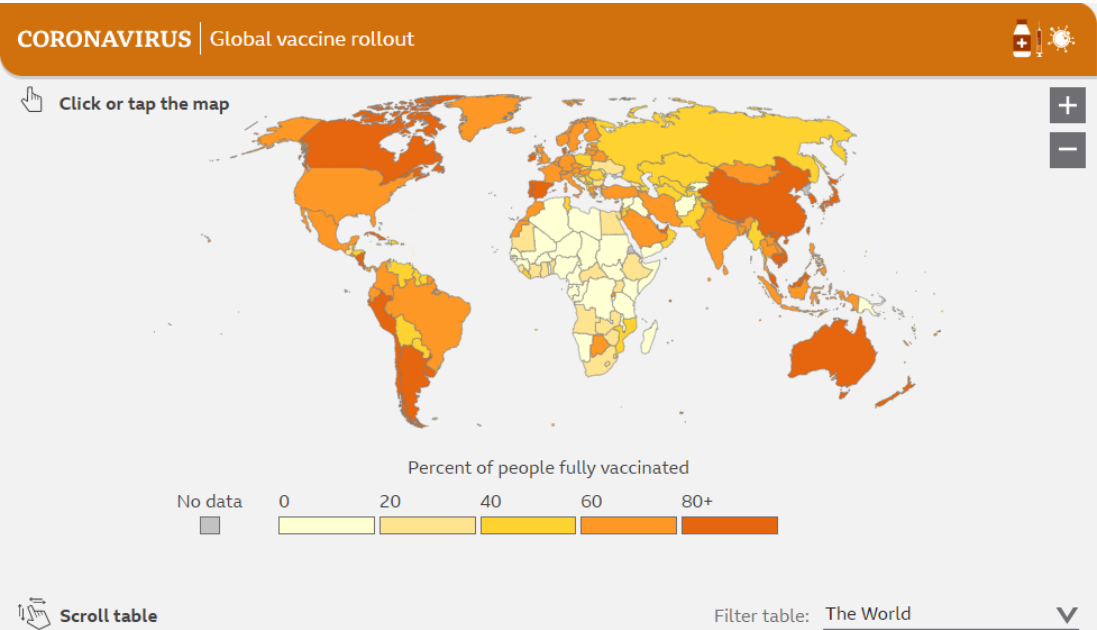 CORONAVIRUS Global vaccine rollout
Click or tap the map
+
−
Percent of people fully vaccinated
No data 0 20 40 60 80+
Scroll table
Filter table: The World